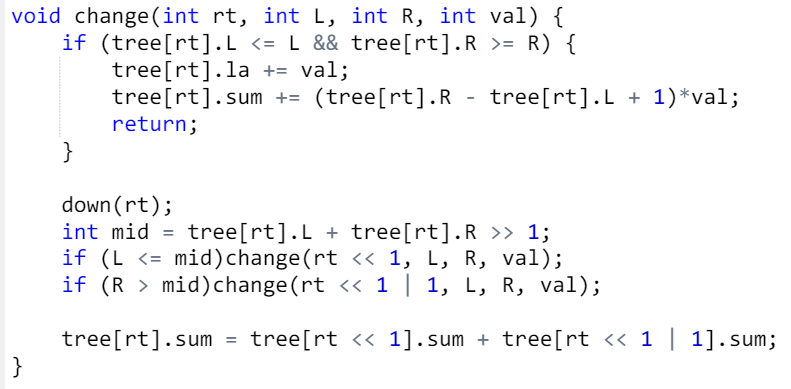 void change(int rt, int L, int R, int val) {
    if (tree[rt].L <= L && tree[rt].R >= R) {
        tree[rt].la += val;
        tree[rt].sum += (tree[rt].R - tree[rt].L + 1)*val;
        return;
    }

    down(rt);
    int mid = tree[rt].L + tree[rt].R >> 1;
    if (L <= mid)change(rt << 1, L, R, val);
    if (R > mid)change(rt << 1 | 1, L, R, val);

    tree[rt].sum = tree[rt << 1].sum + tree[rt << 1 | 1].sum;
}